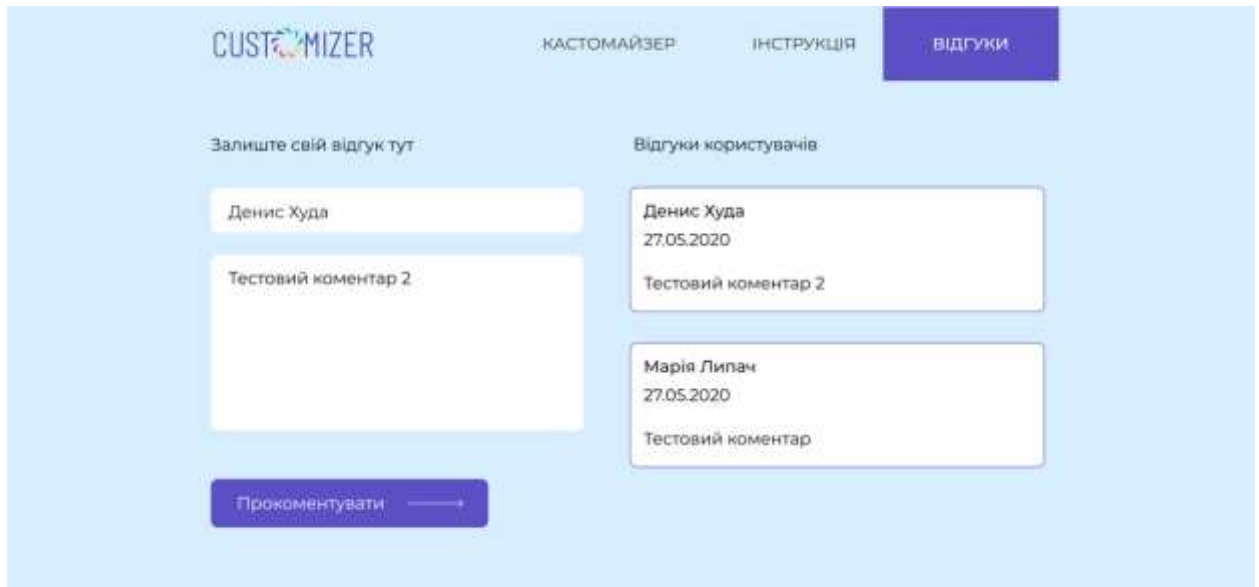 CUSTOMIZER
КАСТОМАЙЗЕР
ІНСТРУКЦІЯ
ВІДГУКИ
Залиште свій відгук тут
Денис Худа
Тестовий коментар 2
Прокоментувати
Відгуки користувачів
Денис Худа
27.05.2020
Тестовий коментар 2
Марія Липач
27.05.2020
Тестовий коментар